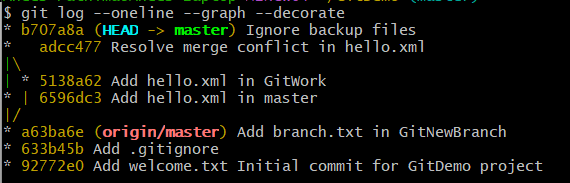 $ git log --oneline --graph --decorate
* b707a8a (HEAD -> master) Ignore backup files
*   adcc477 Resolve merge conflict in hello.xml
|\
| * 5138a62 Add hello.xml in GitWork
* | 6596dc3 Add hello.xml in master
|/
* a63ba6e (origin/master) Add branch.txt in GitNewBranch
* 633b45b Add .gitignore
* 92772e0 Add welcome.txt Initial commit for GitDemo project